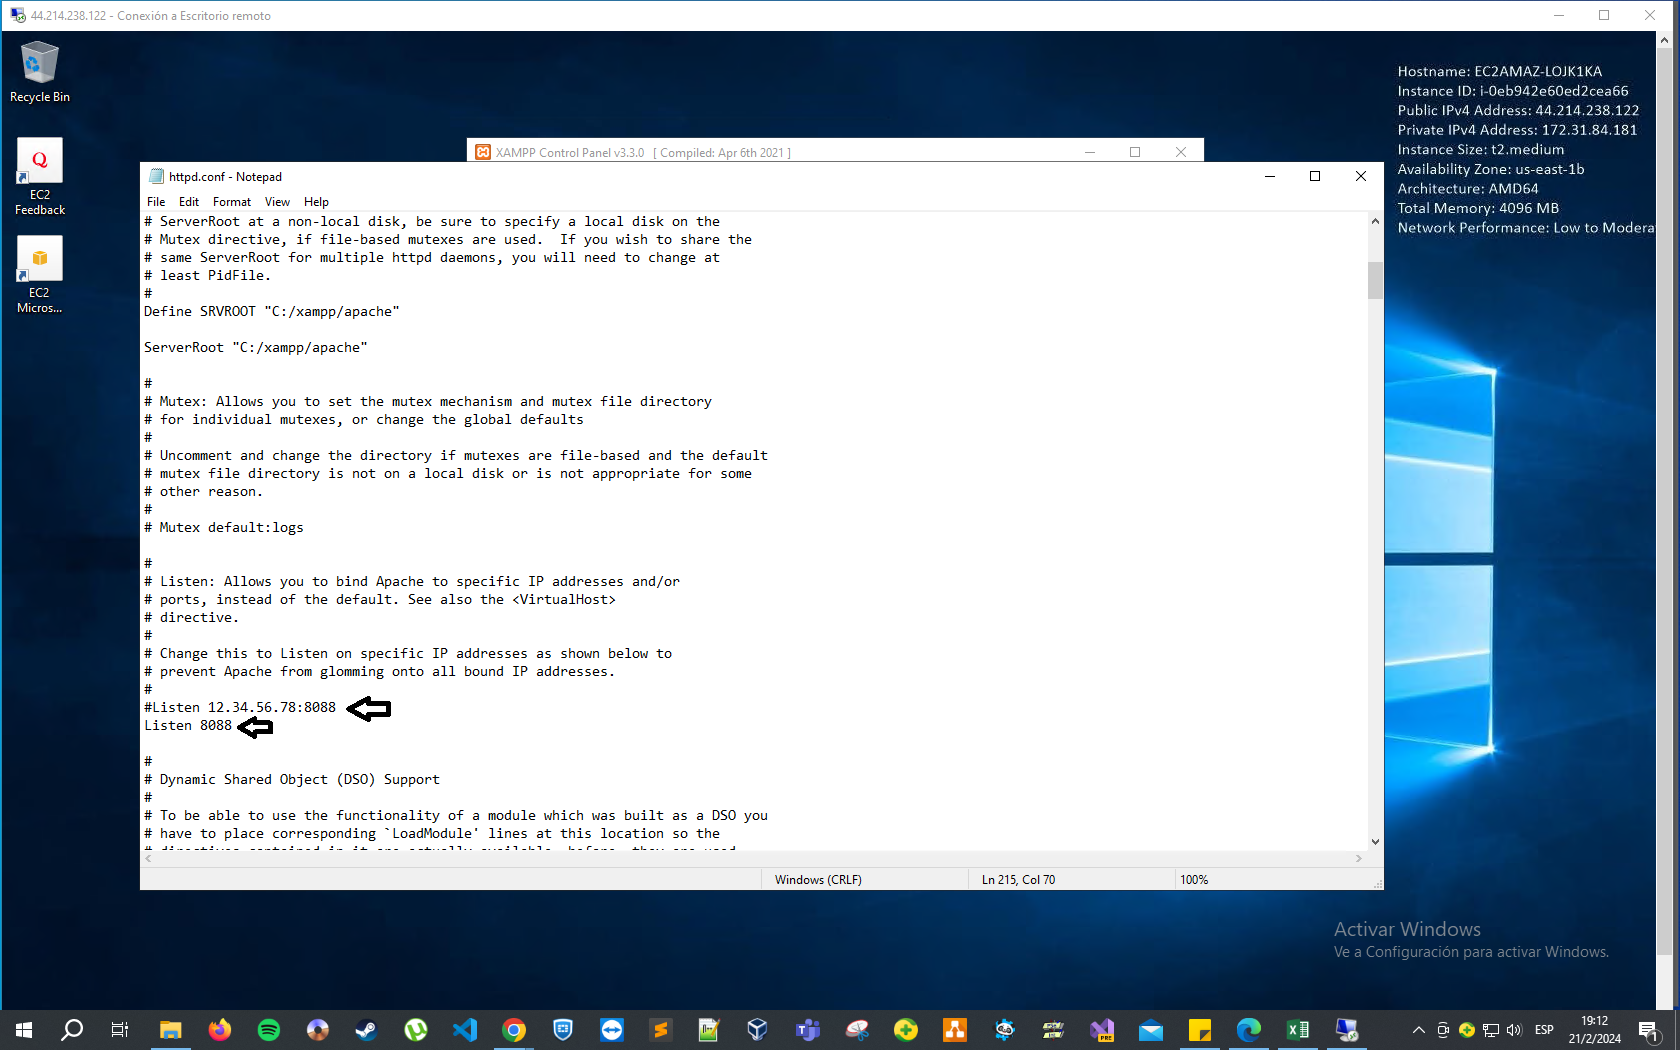 44.214.238.122 - Conexión a Escritorio remoto
Recycle Bin
EC2
Feedback
EC2
Micros...
Hostname: EC2AMAZ-LOJK1KA
Instance ID: i-0eb942e60ed2cea66
Public IPv4 Address: 44.214.238.122
Private IPv4 Address: 172.31.84.181
Instance Size: t2.medium
Availability Zone: us-east-1b
Architecture: AMD64
Total Memory: 4096 MB
Network Performance: Low to Moderat
XAMPP Control Panel v3.3.0 [ Compiled: Apr 6th 2021 ]
httpd.conf - Notepad
File Edit Format View Help
# ServerRoot at a non-local disk, be sure to specify a local disk on the
# Mutex directive, if file-based mutexes are used.  If you wish to share the
# same ServerRoot for multiple httpd daemons, you will need to change at
# least PidFile.
#
Define SRVROOT "C:/xampp/apache"
ServerRoot "C:/xampp/apache"
#
# Mutex: Allows you to set the mutex mechanism and mutex file directory
# for individual mutexes, or change the global defaults
#
# Uncomment and change the directory if mutexes are file-based and the default
# mutex file directory is not on a local disk or is not appropriate for some
# other reason.
#
# Mutex default:logs
#
# Listen: Allows you to bind Apache to specific IP addresses and/or
# ports, instead of the default. See also the <VirtualHost>
# directive.
#
# Change this to Listen on specific IP addresses as shown below to
# prevent Apache from glomming onto all bound IP addresses.
#
#Listen 12.34.56.78:8088
Listen 8088
#
# Dynamic Shared Object (DSO) Support
#
# To be able to use the functionality of a module which was built as a DSO you
# have to place corresponding `LoadModule' lines at this location so the
# directives contained in it are actually available _before_ they are used.
Windows (CRLF)
Ln 215, Col 70
100%
Activar Windows
Ve a Configuración para activar Windows.
Q
PRE
ESP
19:12
21/2/2024
1